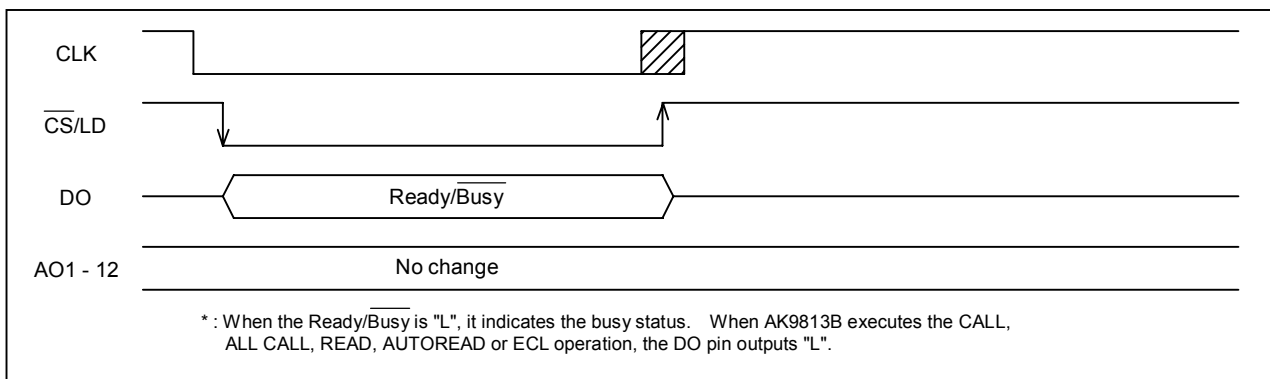 CLK
CS/LD
DO
Ready/Busy
AO1 - 12
No change
* : When the Ready/Busy is "L", it indicates the busy status. When AK9813B executes the CALL,
ALL CALL, READ, AUTOREAD or ECL operation, the DO pin outputs "L".